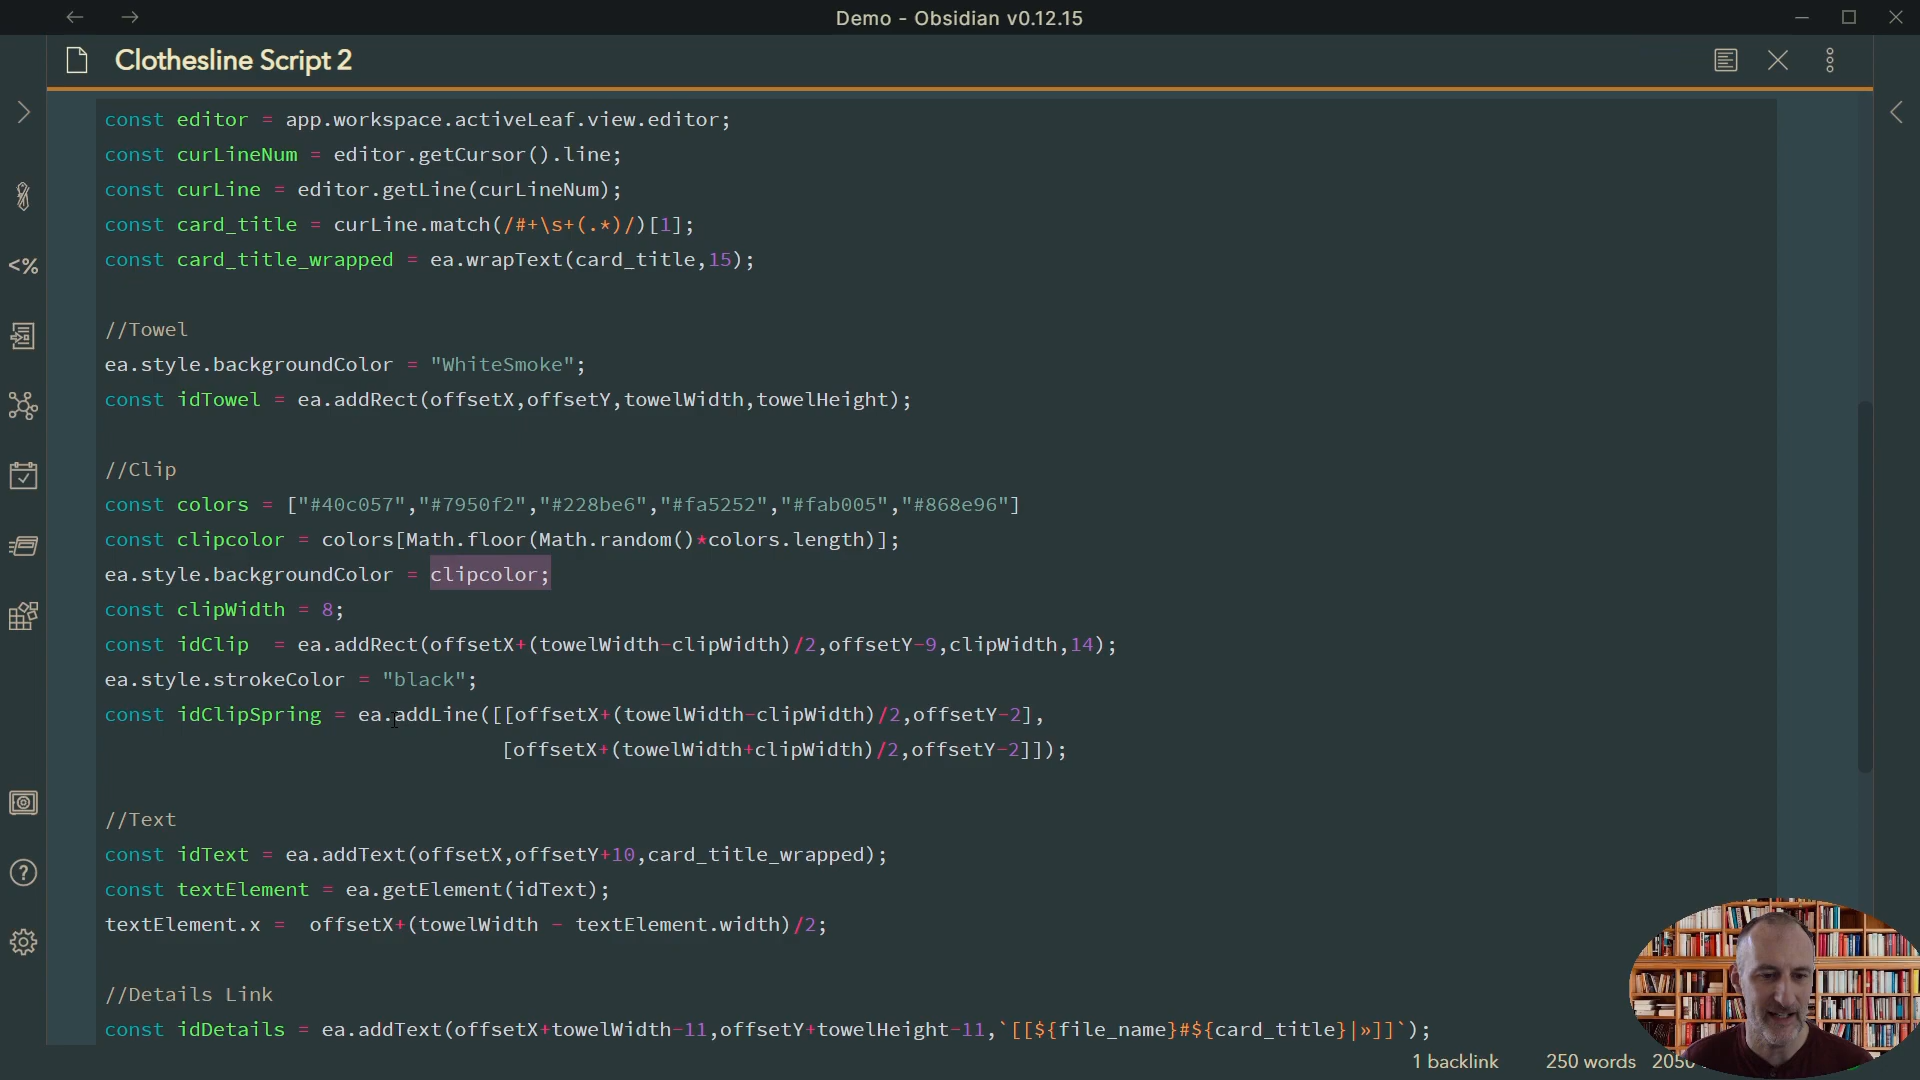 Demo - Obsidian v0.12.15
Clothesline Script 2
const editor = app.workspace.activeLeaf.view.editor;
const curLineNum = editor.getCursor().line;
const curLine = editor.getLine(curLineNum);
const card_title = curLine.match(/#+\s+(.*)/)[1];
const card_title_wrapped = ea.wrapText(card_title,15);
//Towel
ea.style.backgroundColor = "WhiteSmoke";
const idTowel = ea.addRect(offsetX,offsetY,towelWidth,towelHeight);
//Clip
const colors = ["#40c057","#7950f2","#228be6","#fa5252","#fab005","#868e96"]
const clipcolor = colors[Math.floor(Math.random()*colors.length)];
ea.style.backgroundColor = clipcolor;
const clipWidth = 8;
const idClip  = ea.addRect(offsetX+(towelWidth-clipWidth)/2,offsetY-9,clipWidth,14);
ea.style.strokeColor = "black";
const idClipSpring = ea.addLine([[offsetX+(towelWidth-clipWidth)/2,offsetY-2],
[offsetX+(towelWidth+clipWidth)/2,offsetY-2]]);
//Text
const idText = ea.addText(offsetX,offsetY+10,card_title_wrapped);
const textElement = ea.getElement(idText);
textElement.x =  offsetX+(towelWidth - textElement.width)/2;
//Details Link
const idDetails = ea.addText(offsetX+towelWidth-11,offsetY+towelHeight-11,`[[${file_name}#${card_title}|»]]`);
<%
1 backlink 250 words